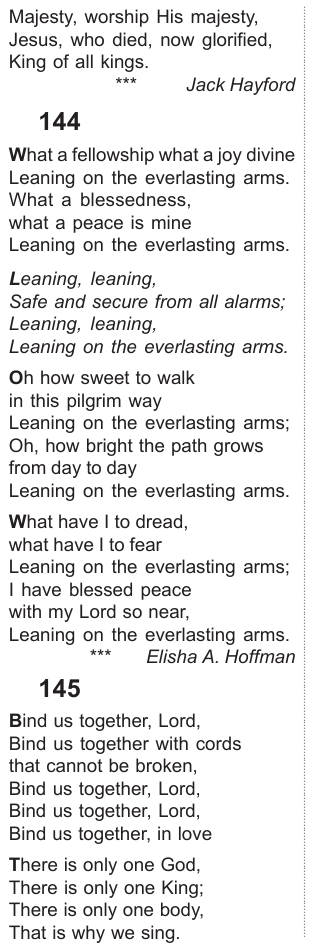 Majesty, worship His majesty,
Jesus, who died, now glorified,
King of all kings.
*** Jack Hayford
144
What a fellowship what a joy divine
Leaning on the everlasting arms.
What a blessedness,
what a peace is mine
Leaning on the everlasting arms.
Leaning, leaning,
Safe and secure from all alarms;
Leaning, leaning,
Leaning on the everlasting arms.
Oh how sweet to walk
in this pilgrim way
Leaning on the everlasting arms;
Oh, how bright the path grows
from day to day
Leaning on the everlasting arms.
What have I to dread,
what have I to fear
Leaning on the everlasting arms;
I have blessed peace
with my Lord so near,
Leaning on the everlasting arms.
*** Elisha A. Hoffman
145
Bind us together, Lord,
Bind us together with cords
that cannot be broken,
Bind us together, Lord,
Bind us together, Lord,
Bind us together, in love
There is only one God,
There is only one King;
There is only one body,
That is why we sing.